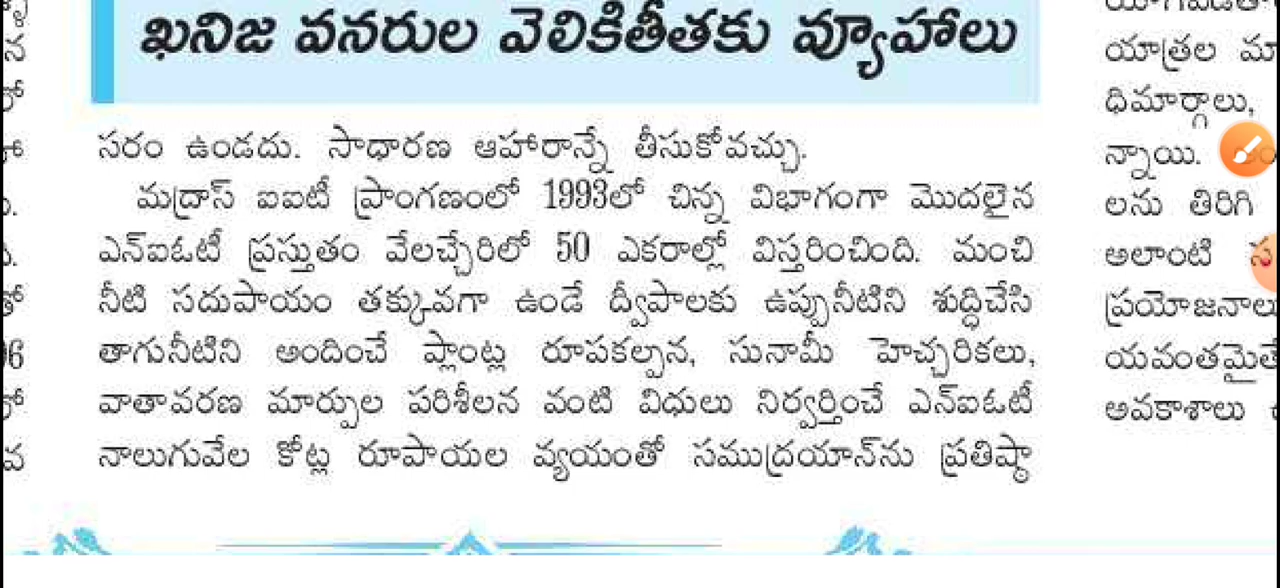 ఖనిజ వనరుల వెలికితీతకు వ్యూహాలు
సరం ఉండదు. సాధారణ ఆహారాన్నే తీసుకోవచ్చు.
మద్రాస్ ఐఐటీ ప్రాంగణంలో 1993లో చిన్న విభాగంగా మొదలైన
ఎన్ఐఓటీ ప్రస్తుతం వేలచ్చేరిలో 50 ఎకరాల్లో విస్తరించింది. మంచి
నీటి సదుపాయం తక్కువగా ఉండే ద్వీపాలకు ఉప్పునీటిని శుద్ధిచేసి
తాగునీటిని అందించే ప్లాంట్ల రూపకల్పన, సునామీ హెచ్చరికలు,
వాతావరణ మార్పుల పరిశీలన వంటి విధులు నిర్వర్తించే ఎన్ఐఓటీ
నాలుగువేల కోట్ల రూపాయల వ్యయంతో సముద్రయాన్‌ను ప్రతిష్ఠా
యాత్రల
ధిమార్గాలు,
న్నాయి.
లను తిరిగి
అలాంటి
ప్రయోజనాలు
యవంతమైతే
అవకాశాలు